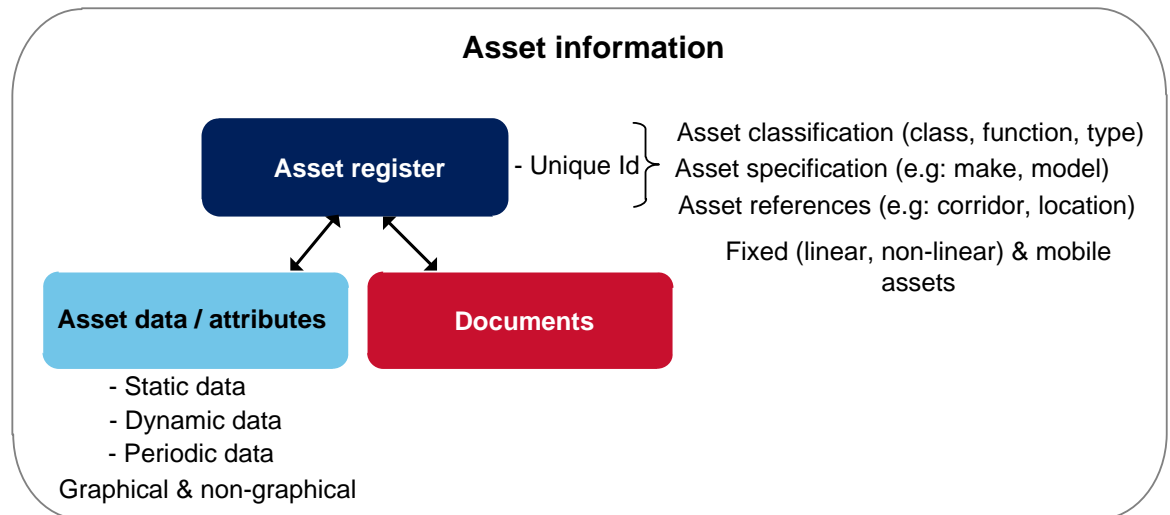 Asset information
Asset register
- Unique Id
Asset classification (class, function, type)
Asset specification (e.g: make, model)
Asset references (e.g: corridor, location)
Fixed (linear, non-linear) & mobile
assets
Asset data / attributes
Documents
- Static data
- Dynamic data
- Periodic data
Graphical & non-graphical